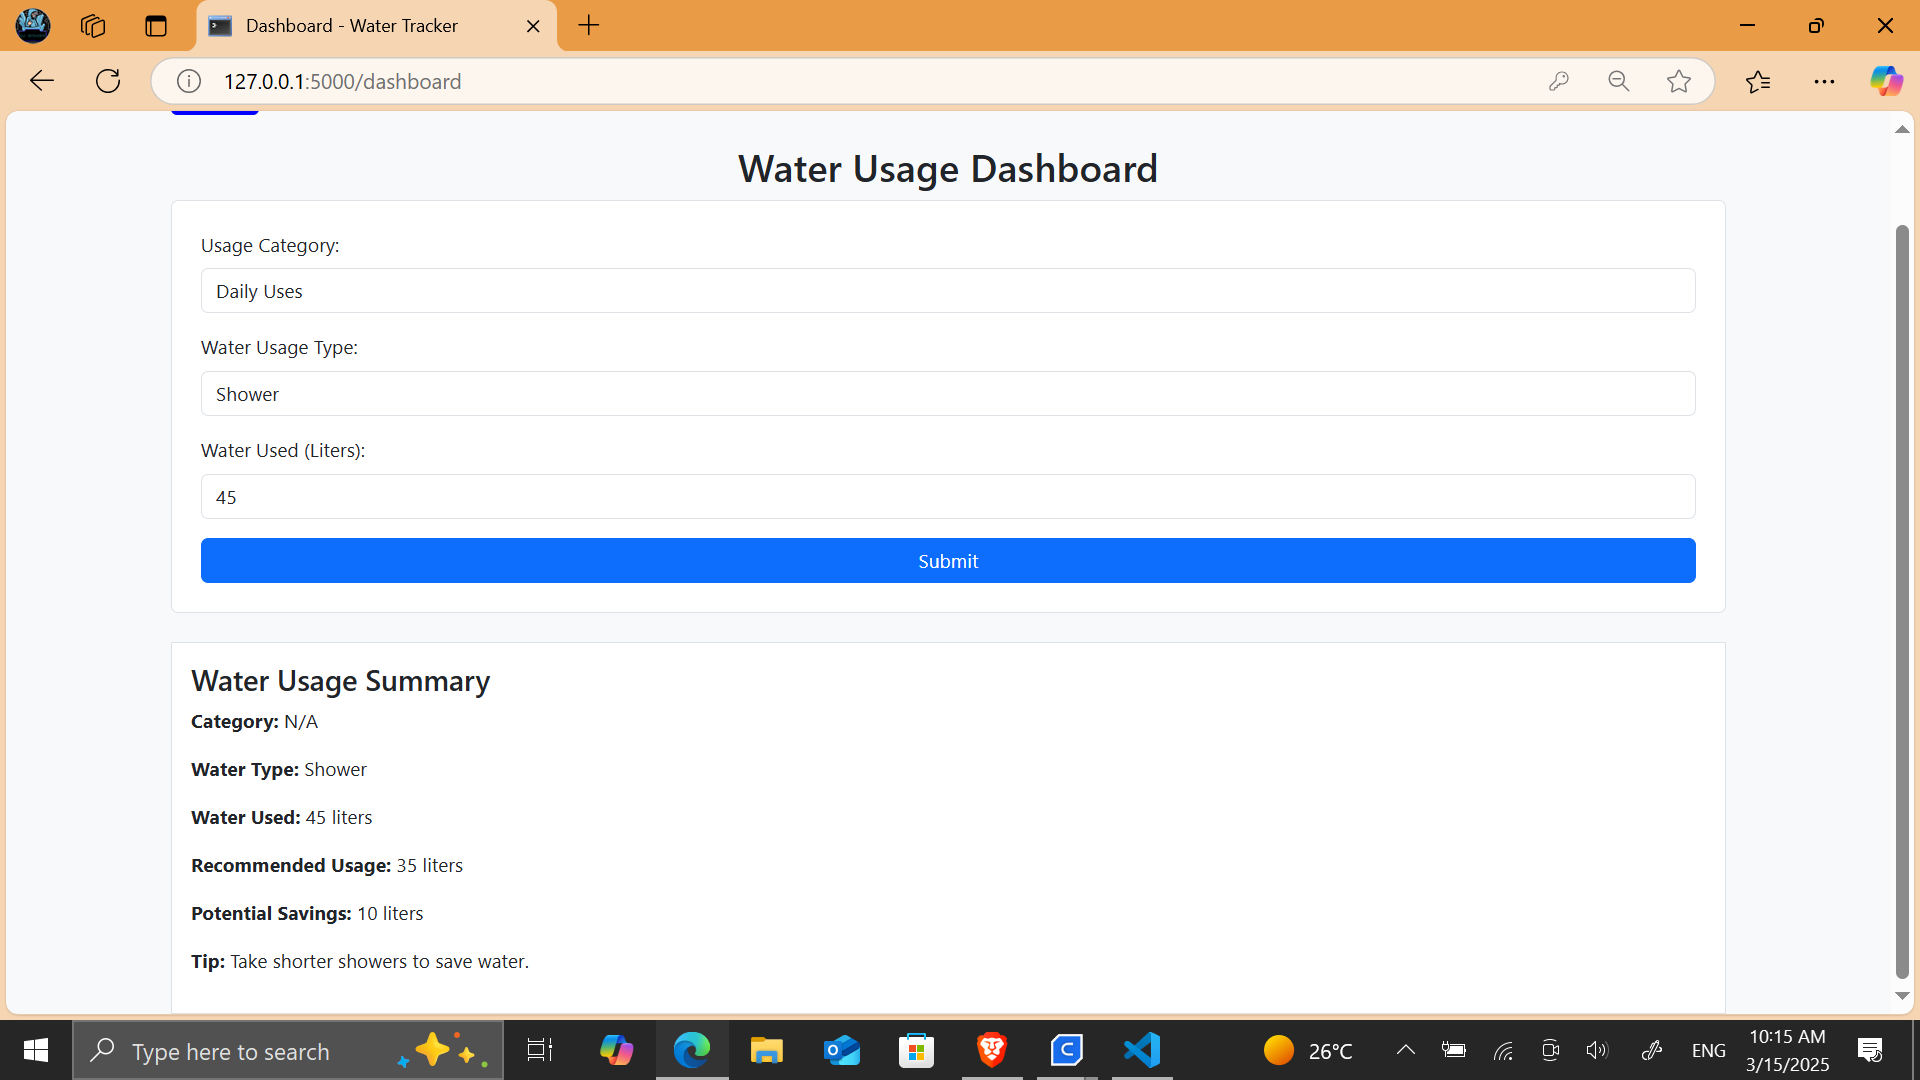 Dashboard - Water Tracker
127.0.0.1:5000/dashboard
Water Usage Dashboard
Usage Category:
Daily Uses
Water Usage Type:
Shower
Water Used (Liters):
45
Submit
Water Usage Summary
Category: N/A
Water Type: Shower
Water Used: 45 liters
Recommended Usage: 35 liters
Potential Savings: 10 liters
Tip: Take shorter showers to save water.
Type here to search
26°C
ENG
10:15 AM
3/15/2025